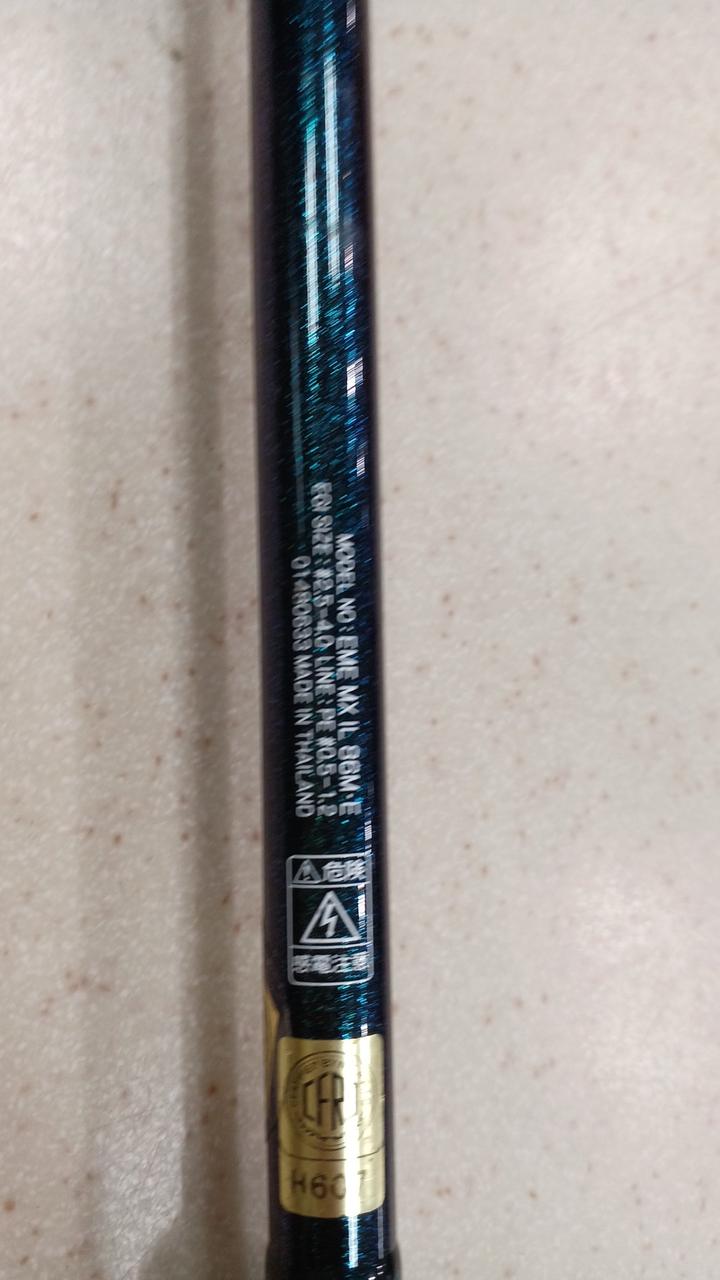 MODEL NO : EME MX IL 86M・E
EGI SIZE : #2.5-4.0 LINE : PE #0.5-1.2
01480633 MADE IN THAILAND
危険
感電注意
CFRT
H607